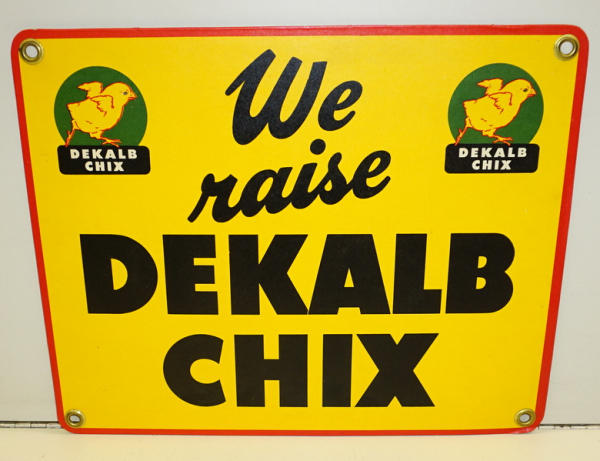 We
raise
DEKALB
CHIX
DEKALB
CHIX
DEKALB
CHIX